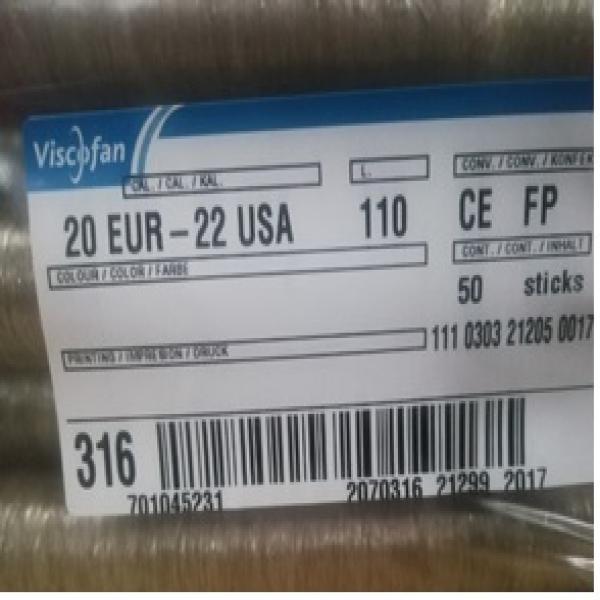 Viscofan
CAL. / CAL. / KAL.
L.
CONV. / CONV. / KONFEK
20 EUR - 22 USA
110
CE FP
COLOUR / COLOR / FARBE
CONT. / CONT. / INHALT
50 sticks
111 0303 21205 0017
PRINTING / IMPRESION / DRUCK
316
701045231
2070316 21299 2017